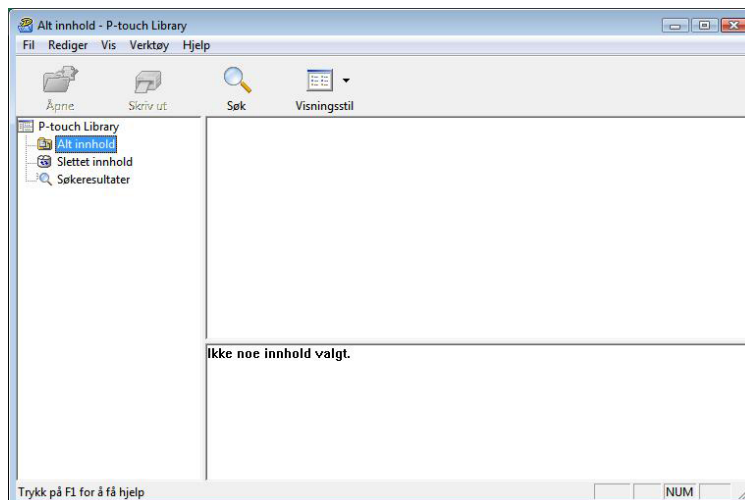 Alt innhold - P-touch Library
Fil Rediger Vis Verktøy Hjelp
Åpne Skriv ut Søk Visningsstil
P-touch Library
Alt innhold
Slettet innhold
Søkeresultater
Ikke noe innhold valgt.
Trykk på F1 for å få hjelp NUM